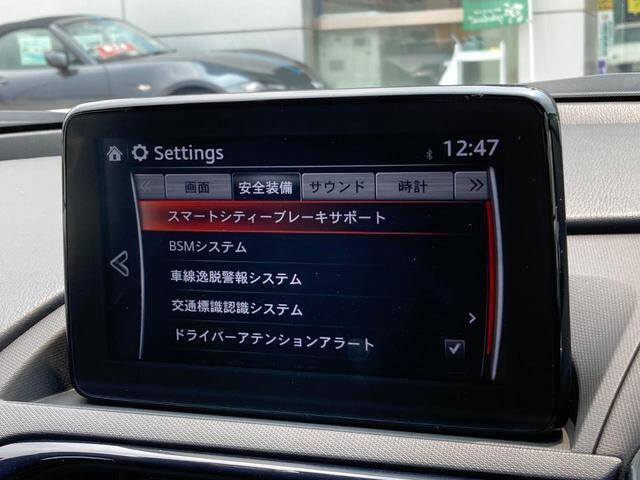 Settings 12:47
画面 安全装備 サウンド 時計
スマートシティーブレーキサポート
BSMシステム
車線逸脱警報システム
交通標識認識システム
ドライバーアテンションアラート